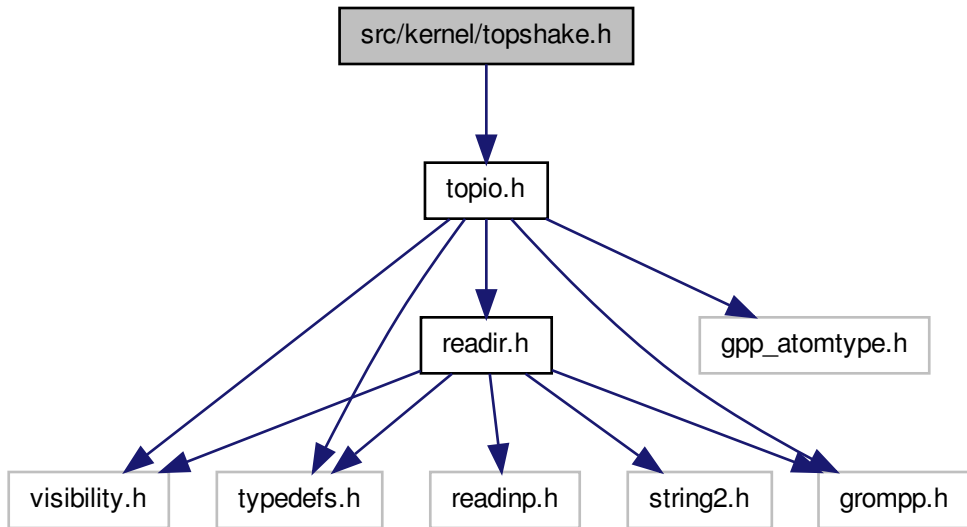 src/kernel/topshake.h
topio.h
readir.h
gpp_atomtype.h
visibility.h
typedefs.h
readinp.h
string2.h
grompp.h